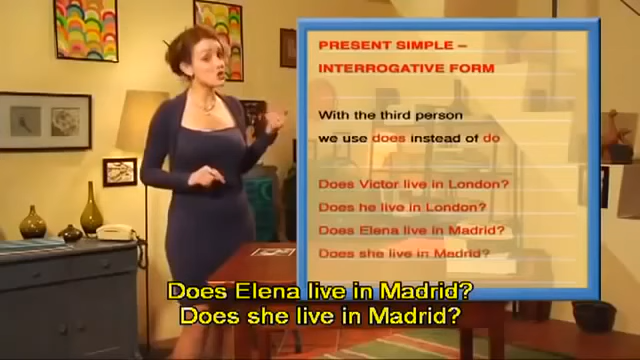 PRESENT SIMPLE –
INTERROGATIVE FORM
With the third person
we use does instead of do
Does Victor live in London?
Does he live in London?
Does Elena live in Madrid?
Does she live in Madrid?
Does Elena live in Madrid?
Does she live in Madrid?